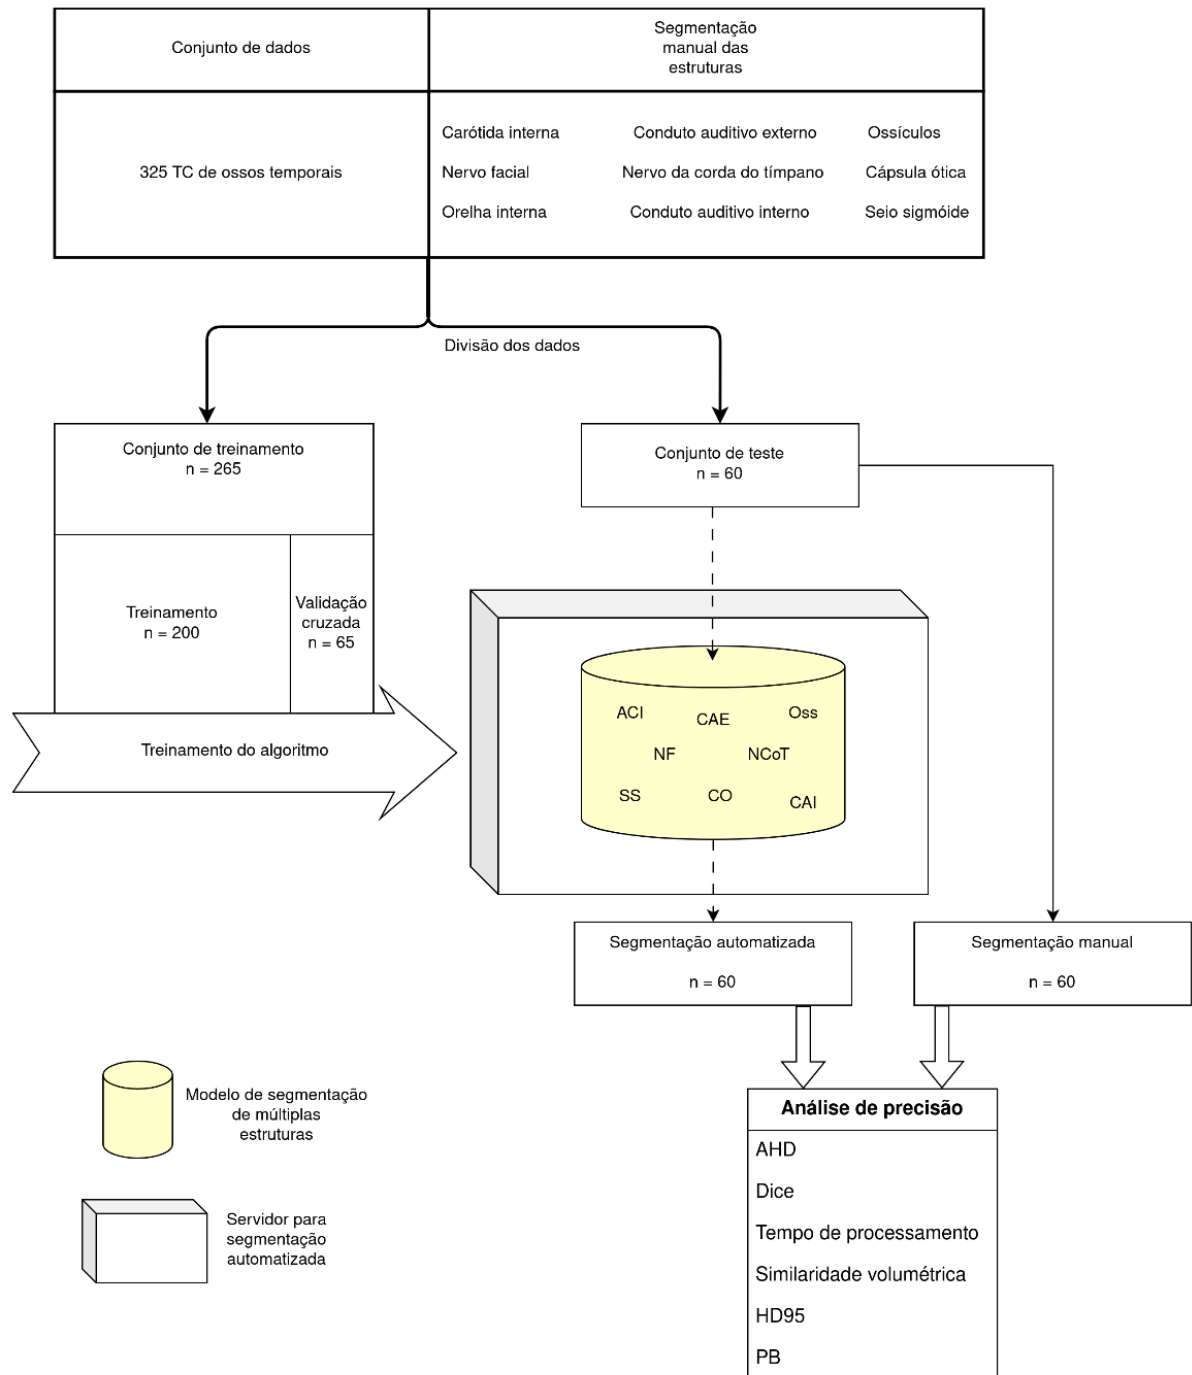 Conjunto de dados
Segmentação
manual das
estruturas
325 TC de ossos temporais
Carótida interna
Conduto auditivo externo
Ossículos
Nervo facial
Nervo da corda do tímpano
Cápsula ótica
Orelha interna
Conduto auditivo interno
Seio sigmóide
Divisão dos dados
Conjunto de treinamento
n = 265
Conjunto de teste
n = 60
Treinamento
n = 200
Validação
cruzada
n = 65
Treinamento do algoritmo
ACI
CAE
Oss
NF
NCoT
SS
CO
CAI
Segmentação automatizada
n = 60
Segmentação manual
n = 60
Modelo de segmentação
de múltiplas
estruturas
Servidor para
segmentação
automatizada
Análise de precisão
AHD
Dice
Tempo de processamento
Similaridade volumétrica
HD95
PB